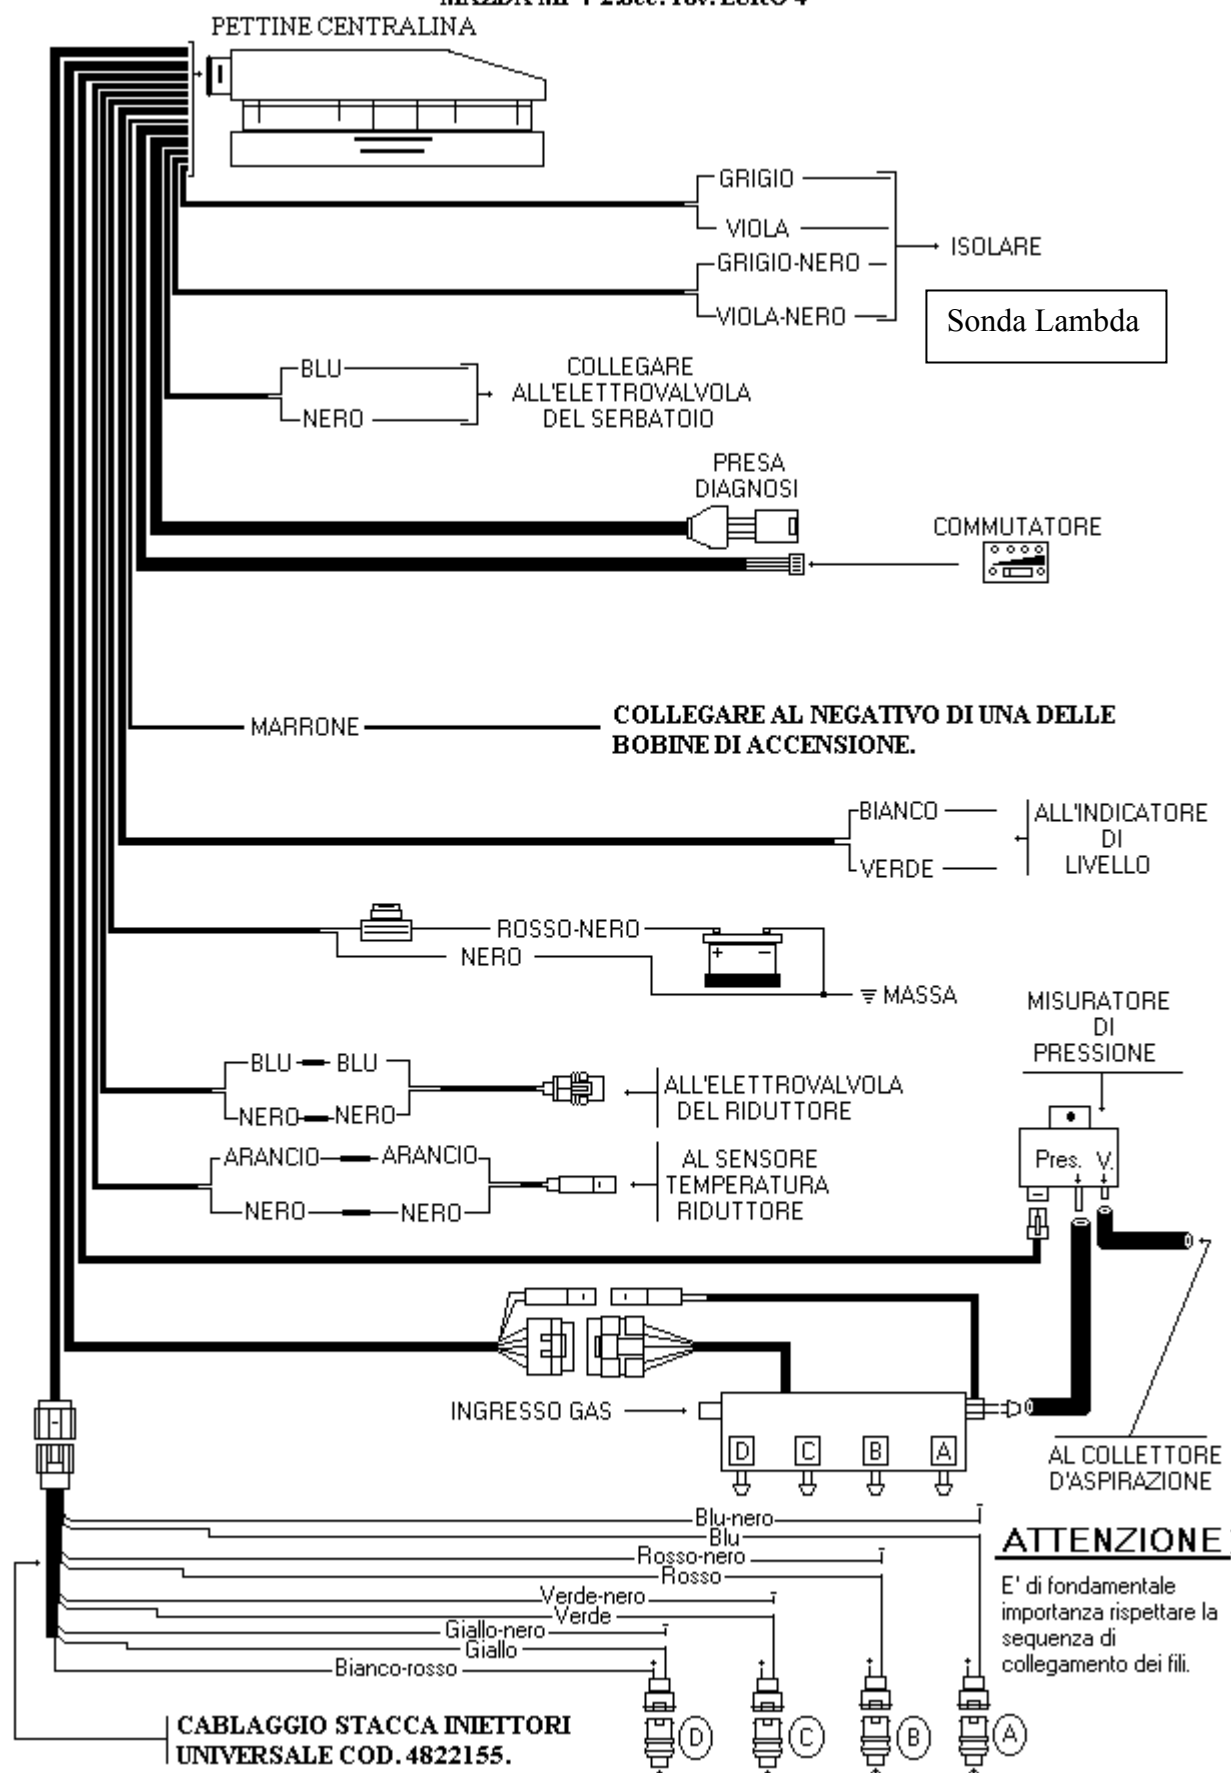 PETTINE CENTRALINA
GRIGIO
VIOLA
GRIGIO-NERO
VIOLA-NERO
ISOLARE
Sonda Lambda
BLU
NERO
COLLEGARE
ALL'ELETTROVALVOLA
DEL SERBATOIO
PRESA
DIAGNOSI
COMMUTATORE
MARRONE
COLLEGARE AL NEGATIVO DI UNA DELLE
BOBINE DI ACCENSIONE.
BIANCO
VERDE
ALL'INDICATORE
DI
LIVELLO
ROSSO-NERO
NERO
+ −
MASSA
MISURATORE
DI
PRESSIONE
BLU BLU
NERO NERO
ALL'ELETTROVALVOLA
DEL RIDUTTORE
Pres. V.
ARANCIO ARANCIO
NERO NERO
AL SENSORE
TEMPERATURA
RIDUTTORE
INGRESSO GAS
D C B A
AL COLLETTORE
D'ASPIRAZIONE
Blu-nero
Blu
Rosso-nero
Rosso
Verde-nero
Verde
Giallo-nero
Giallo
Bianco-rosso
ATTENZIONE
E' di fondamentale
importanza rispettare la
sequenza di
collegamento dei fili.
CABLAGGIO STACCA INIETTORI
UNIVERSALE COD. 4822155.
D C B A